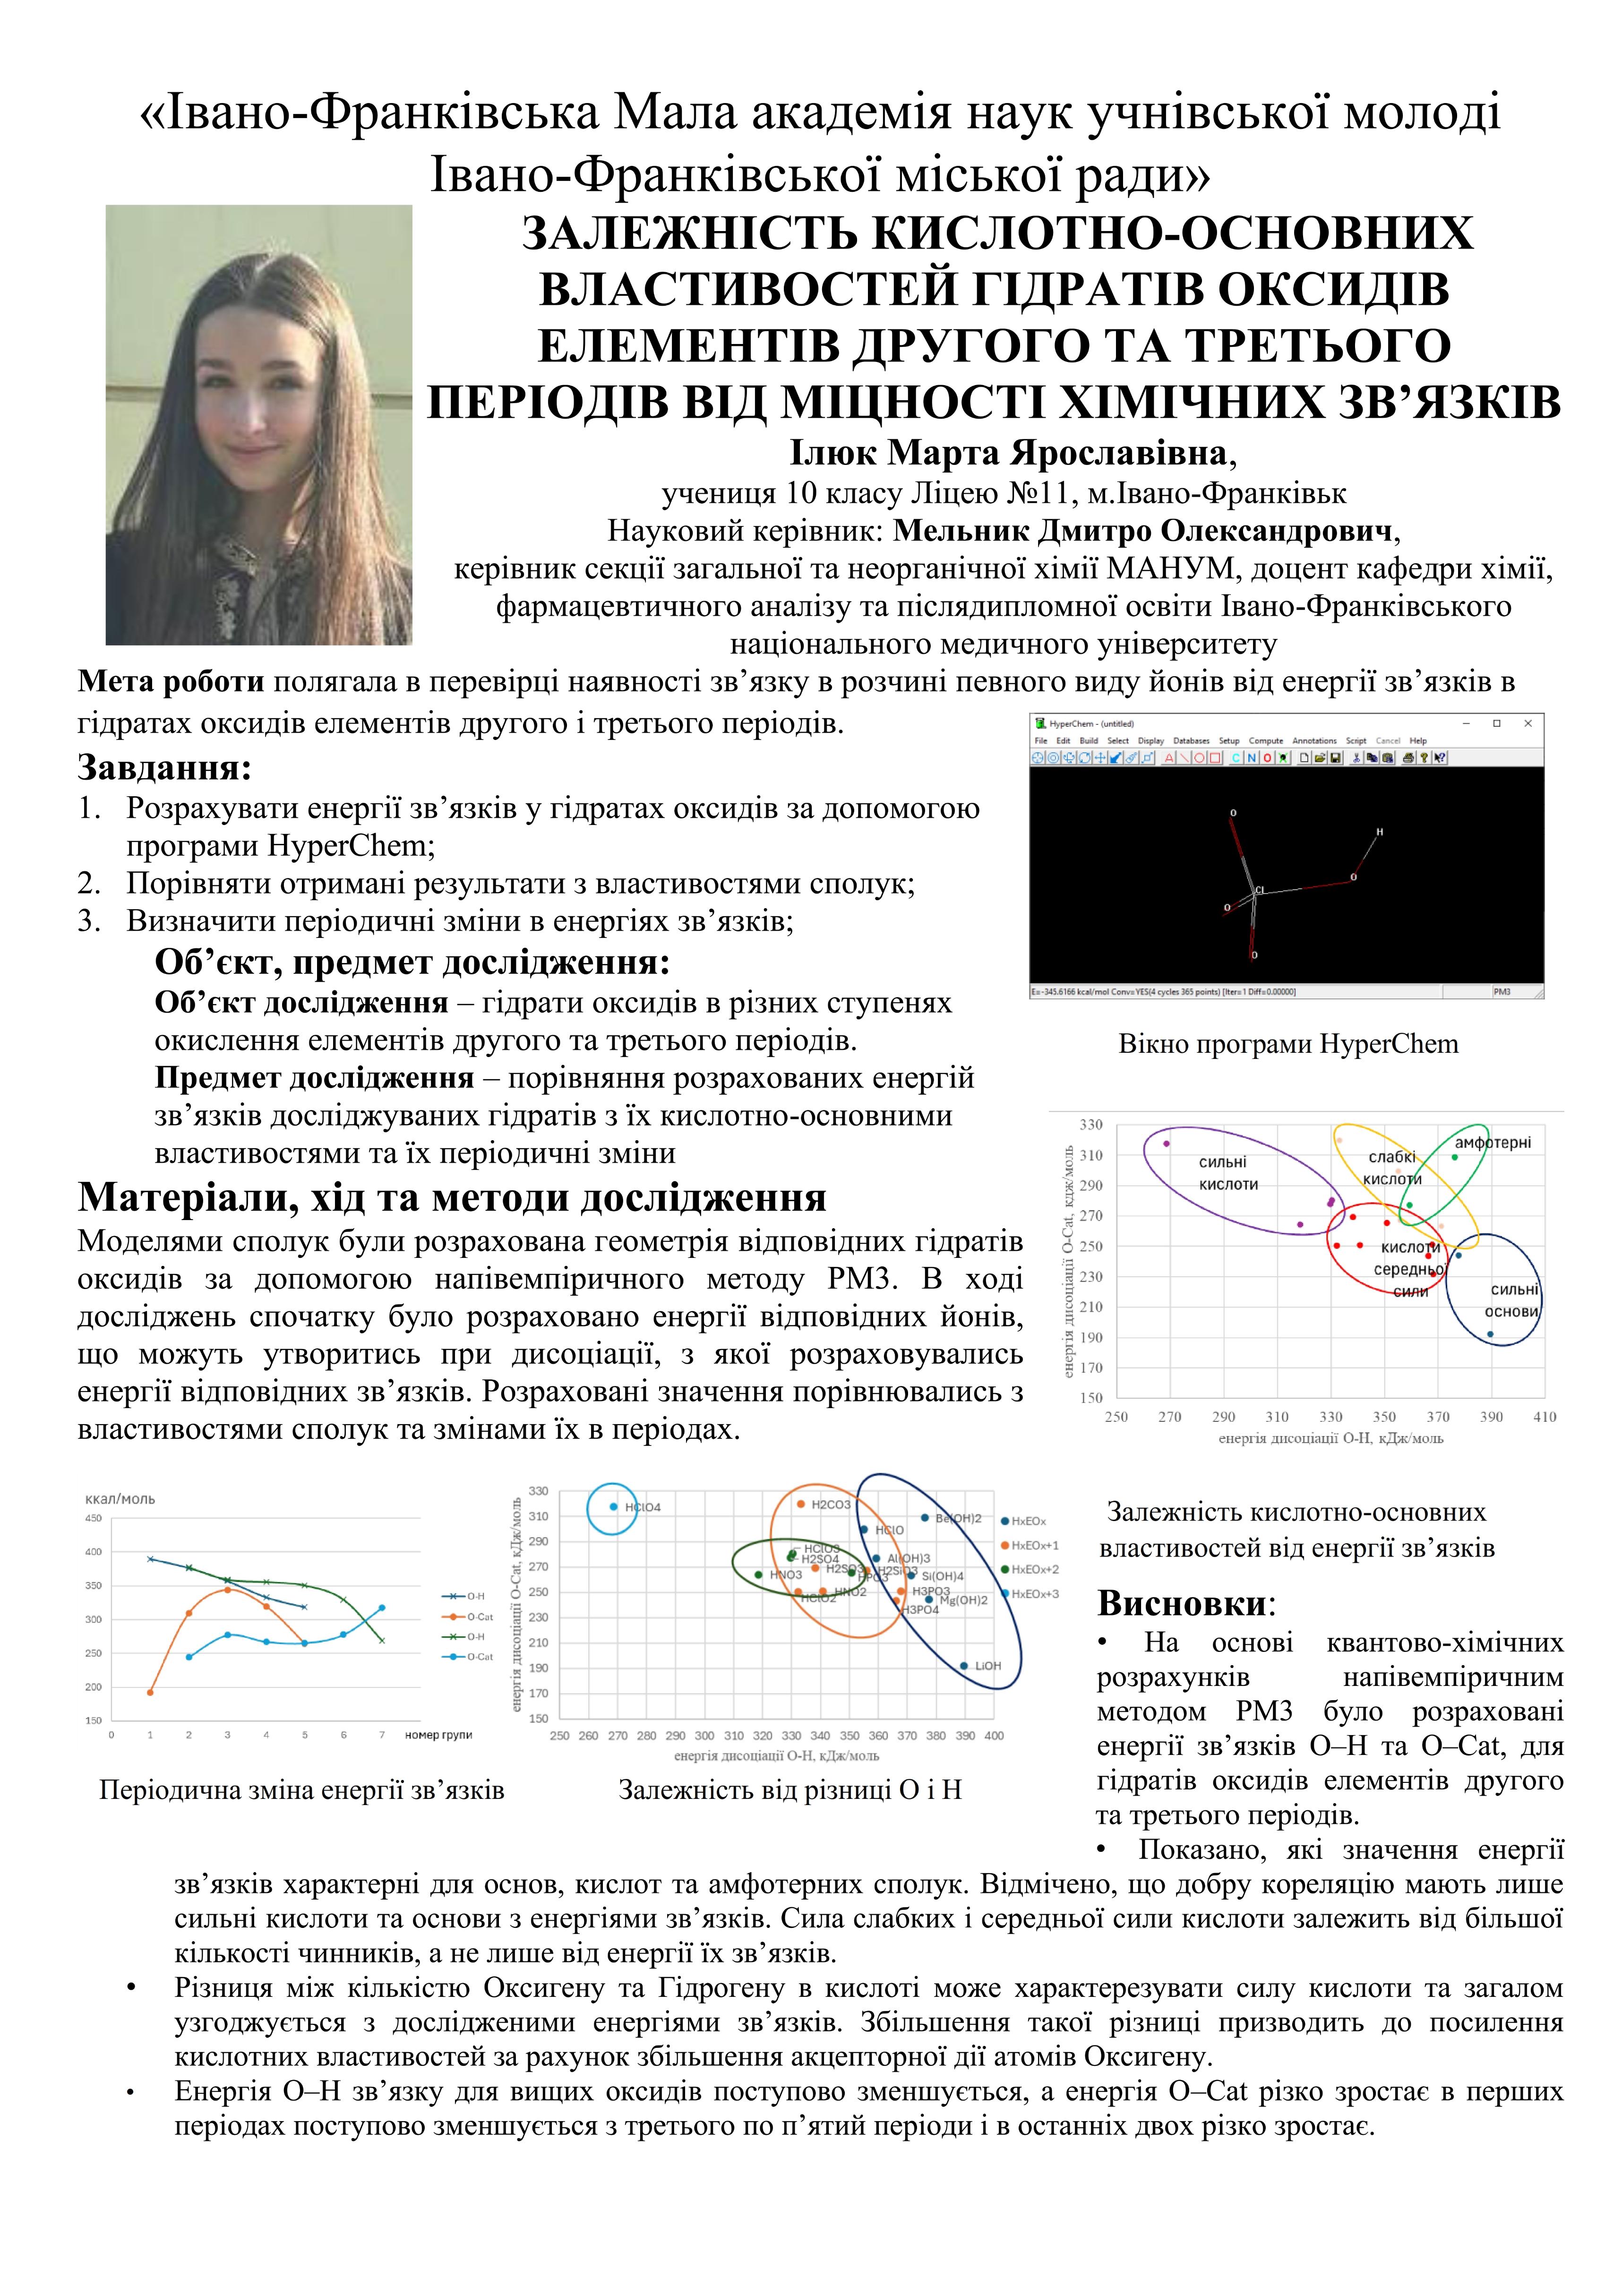 «Івано-Франківська Мала академія наук учнівської молоді
Івано-Франківської міської ради»
ЗАЛЕЖНІСТЬ КИСЛОТНО-ОСНОВНИХ
ВЛАСТИВОСТЕЙ ГІДРАТІВ ОКСИДІВ
ЕЛЕМЕНТІВ ДРУГОГО ТА ТРЕТЬОГО
ПЕРІОДІВ ВІД МІЦНОСТІ ХІМІЧНИХ ЗВ’ЯЗКІВ
Ілюк Марта Ярославівна,
учениця 10 класу Ліцею №11, м.Івано-Франківьк
Науковий керівник: Мельник Дмитро Олександрович,
керівник секції загальної та неорганічної хімії МАНУМ, доцент кафедри хімії,
фармацевтичного аналізу та післядипломної освіти Івано-Франківського
національного медичного університету
Мета роботи полягала в перевірці наявності зв’язку в розчині певного виду йонів від енергії зв’язків в
гідратах оксидів елементів другого і третього періодів.
Завдання:
1. Розрахувати енергії зв’язків у гідратах оксидів за допомогою
програми HyperChem;
2. Порівняти отримані результати з властивостями сполук;
3. Визначити періодичні зміни в енергіях зв’язків;
Об’єкт, предмет дослідження:
Об’єкт дослідження – гідрати оксидів в різних ступенях
окислення елементів другого та третього періодів.
Предмет дослідження – порівняння розрахованих енергій
зв’язків досліджуваних гідратів з їх кислотно-основними
властивостями та їх періодичні зміни
HyperChem - (untitled)
File Edit Build Select Display Databases Setup Compute Annotations Script Cancel Help
A C N O
O
H
O
Cl
O
O
E=-345.6166 kcal/mol Conv=YES(4 cycles 365 points) [Iter=1 Diff=0.00000] PM3
Вікно програми HyperChem
Матеріали, хід та методи дослідження
Моделями сполук були розрахована геометрія відповідних гідратів
оксидів за допомогою напівемпіричного методу PM3. В ході
досліджень спочатку було розраховано енергії відповідних йонів,
що можуть утворитись при дисоціації, з якої розраховувались
енергії відповідних зв’язків. Розраховані значення порівнювались з
властивостями сполук та змінами їх в періодах.
енергія дисоціації O-Cat, кдж/моль
330
310
290
270
250
230
210
190
170
150
сильні
кислоти
слабкі
кислоти
амфотерні
кислоти
середньої
сили
сильні
основи
250 270 290 310 330 350 370 390 410
енергія дисоціації O-H, кДж/моль
Залежність кислотно-основних
властивостей від енергії зв’язків
ккал/моль
450
400
350
300
250
200
150
0 1 2 3 4 5 6 7 номер групи
O-H
O-Cat
O-H
O-Cat
Періодична зміна енергії зв’язків
енергія дисоціації O-Cat, кДж/моль
330
310
290
270
250
230
210
190
170
150
HClO4
H2CO3
HClO
Be(OH)2
HClO3
H2SO4
Al(OH)3
HNO3
H2SO3
HPO3
H2SiO3
Si(OH)4
HClO2
HNO2
H3PO3
H3PO4
Mg(OH)2
LiOH
HxEOx
HxEOx+1
HxEOx+2
HxEOx+3
250 260 270 280 290 300 310 320 330 340 350 360 370 380 390 400
енергія дисоціації O-H, кДж/моль
Залежність від різниці О і Н
Висновки:
• На основі квантово-хімічних
розрахунків напівемпіричним
методом PM3 було розраховані
енергії зв’язків O–H та O–Cat, для
гідратів оксидів елементів другого
та третього періодів.
• Показано, які значення енергії
зв’язків характерні для основ, кислот та амфотерних сполук. Відмічено, що добру кореляцію мають лише
сильні кислоти та основи з енергіями зв’язків. Сила слабких і середньої сили кислоти залежить від більшої
кількості чинників, а не лише від енергії їх зв’язків.
• Різниця між кількістю Оксигену та Гідрогену в кислоті може характерезувати силу кислоти та загалом
узгоджується з дослідженими енергіями зв’язків. Збільшення такої різниці призводить до посилення
кислотних властивостей за рахунок збільшення акцепторної дії атомів Оксигену.
• Енергія O–H зв’язку для вищих оксидів поступово зменшується, а енергія O–Cat різко зростає в перших
періодах поступово зменшується з третього по п’ятий періоди і в останніх двох різко зростає.